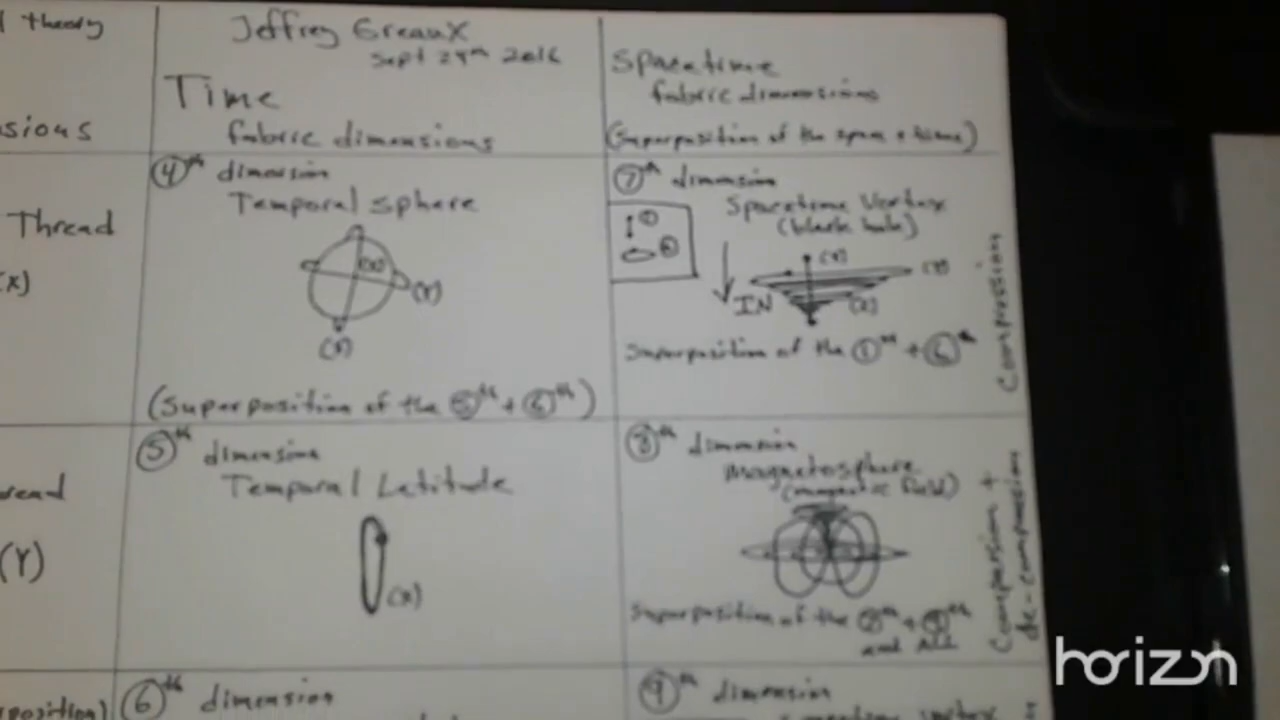 theory
Jeffrey Greaux
Sept 29th 2016
Spacetime
Time
fabric dimensions
sions
fabric dimensions
(superposition of the space + time)
4th dimension
7th dimension
Temporal sphere
Spacetime Vortex
Thread
(black hole)
(x)
(Y)
(X)
IN
Superposition of the 1st + 6th
Compression
(Superposition of the 5th + 6th)
5th dimension
8th dimension
Temporal Latitude
magnetosphere
(magnetic field)
read
(Y)
(X)
Superposition of the
and ALL
Compression +
de-compression
horizon
position)
6th dimension
9th dimension
vortex